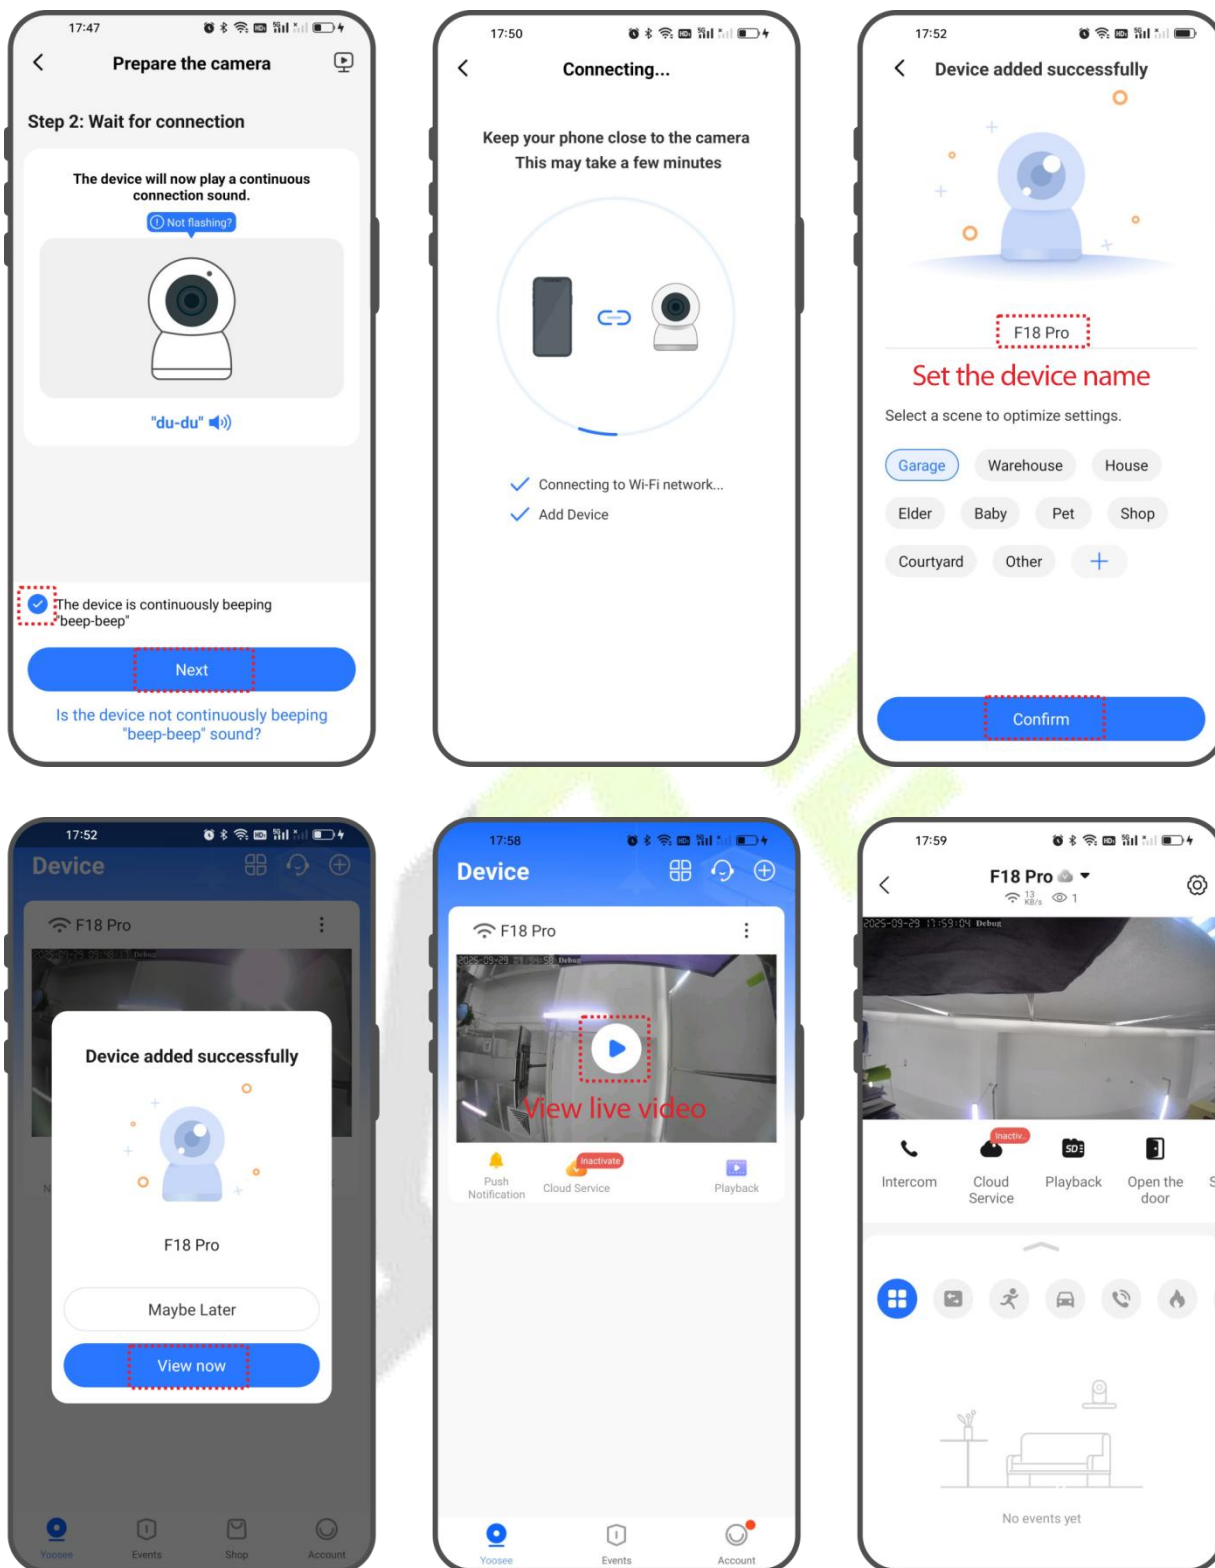 17:47
Prepare the camera
Step 2: Wait for connection
The device will now play a continuous
connection sound.
Not flashing?
"du-du"
The device is continuously beeping
"beep-beep"
Next
Is the device not continuously beeping
"beep-beep" sound?
17:50
Connecting...
Keep your phone close to the camera
This may take a few minutes
Connecting to Wi-Fi network...
Add Device
17:52
Device added successfully
F18 Pro
Set the device name
Select a scene to optimize settings.
Garage Warehouse House
Elder Baby Pet Shop
Courtyard Other
Confirm
17:52
Device
F18 Pro
Device added successfully
F18 Pro
Maybe Later
View now
Yoosee Events Shop Account
17:58
Device
F18 Pro
View live video
Inactivate
Push
Notification
Cloud Service
Playback
Yoosee Events Account
17:59
F18 Pro
13
KB/s
1
2025-09-29 17:59:04 Debug
Inactiv..
SD
Intercom
Cloud
Service
Playback
Open the
door
S
No events yet